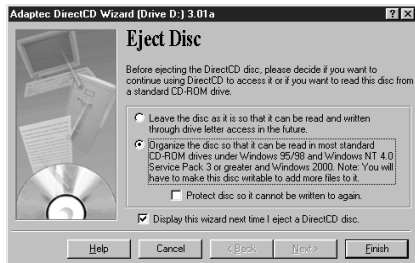 Adaptec DirectCD Wizard (Drive D:) 3.01a
Eject Disc
Before ejecting the DirectCD disc, please decide if you want to
continue using DirectCD to access it or if you want to read this disc from
a standard CD-ROM drive.
Leave the disc as it is so that it can be read and written
through drive letter access in the future.
Organize the disc so that it can be read in most standard
CD-ROM drives under Windows 95/98 and Windows NT 4.0
Service Pack 3 or greater and Windows 2000. Note: You will
have to make this disc writable to add more files to it.
Protect disc so it cannot be written to again.
Display this wizard next time I eject a DirectCD disc.
Help Cancel < Back Next > Finish